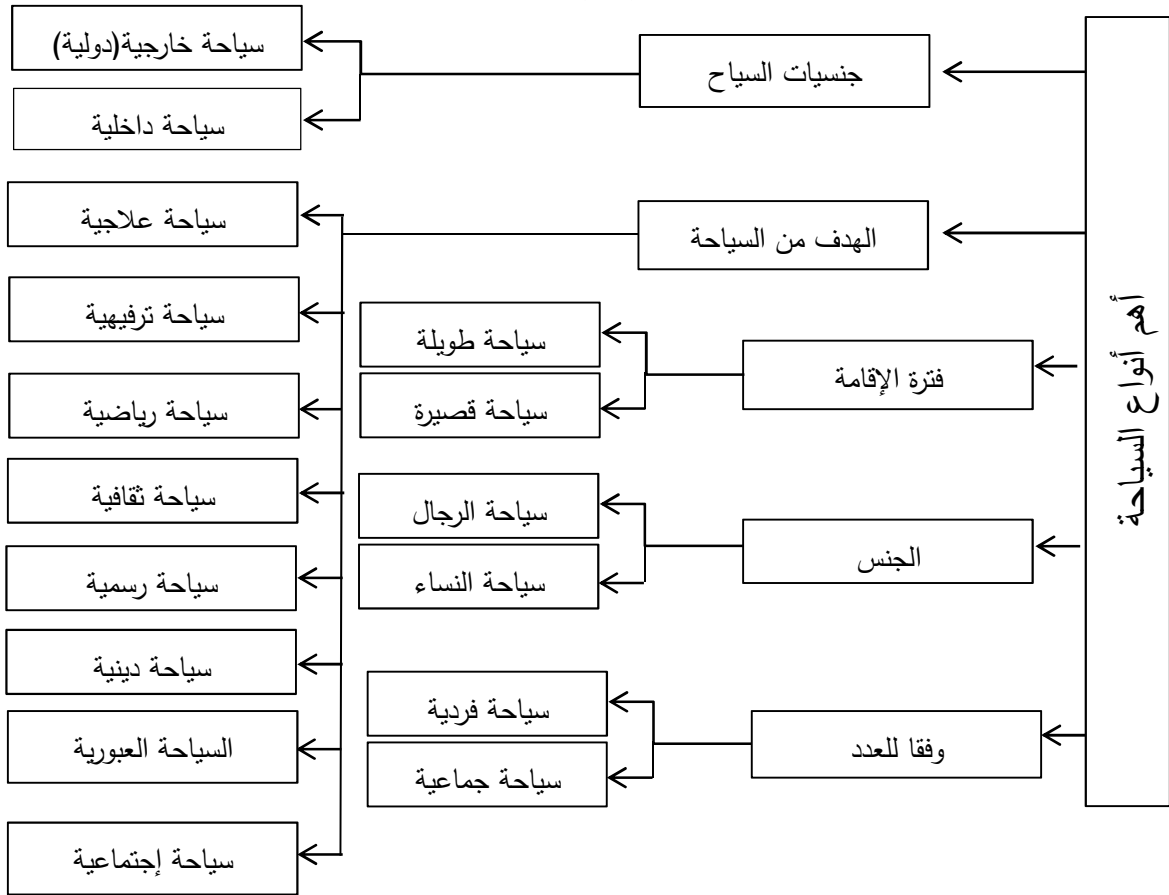 أهم أنواع السياحة
جنسيات السياح
سياحة خارجية(دولية)
سياحة داخلية
الهدف من السياحة
سياحة علاجية
سياحة ترفيهية
سياحة رياضية
سياحة ثقافية
سياحة رسمية
سياحة دينية
السياحة العبورية
سياحة إجتماعية
فترة الإقامة
سياحة طويلة
سياحة قصيرة
الجنس
سياحة الرجال
سياحة النساء
وفقا للعدد
سياحة فردية
سياحة جماعية